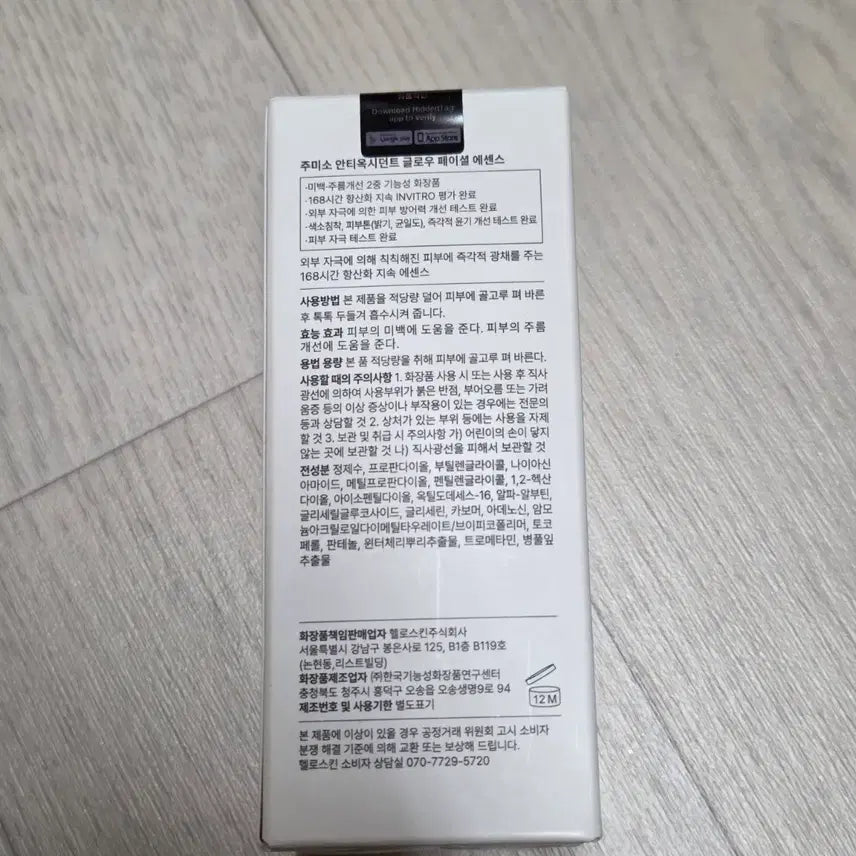 Download HiddenTag
app to verify
Google play
App Store
주미소 안티옥시던트 글로우 페이셜 에센스
·미백·주름개선 2중 기능성 화장품
·168시간 항산화 지속 INVITRO 평가 완료
·외부 자극에 의한 피부 방어력 개선 테스트 완료
·색소침착, 피부톤(밝기, 균일도), 즉각적 윤기 개선 테스트 완료
·피부 자극 테스트 완료
외부 자극에 의해 칙칙해진 피부에 즉각적 광채를 주는
168시간 항산화 지속 에센스
사용방법 본 제품을 적당량 덜어 피부에 골고루 펴 바른
후 톡톡 두들겨 흡수시켜 줍니다.
효능 효과 피부의 미백에 도움을 준다. 피부의 주름
개선에 도움을 준다.
용법 용량 본 품 적당량을 취해 피부에 골고루 펴 바른다.
사용할 때의 주의사항 1. 화장품 사용 시 또는 사용 후 직사
광선에 의하여 사용부위가 붉은 반점, 부어오름 또는 가려
움증 등의 이상 증상이나 부작용이 있는 경우에는 전문의
등과 상담할 것 2. 상처가 있는 부위 등에는 사용을 자제
할 것 3. 보관 및 취급 시 주의사항 가) 어린이의 손이 닿지
않는 곳에 보관할 것 나) 직사광선을 피해서 보관할 것
전성분 정제수, 프로판다이올, 부틸렌글라이콜, 나이아신
아마이드, 메틸프로판다이올, 펜틸렌글라이콜, 1,2-헥산
다이올, 아이소펜틸다이올, 옥틸도데세스-16, 알파-알부틴,
글리세릴글루코사이드, 글리세린, 카보머, 아데노신, 암모
늄아크릴로일다이메틸타우레이트/브이피코폴리머, 토코
페롤, 판테놀, 윈터체리뿌리추출물, 트로메타민, 병풀잎
추출물
화장품책임판매업자 헬로스킨주식회사
서울특별시 강남구 봉은사로 125, B1층 B119호
(논현동,리스트빌딩)
화장품제조업자 ㈜한국기능성화장품연구센터
충청북도 청주시 흥덕구 오송읍 오송생명9로 94
제조번호 및 사용기한 별도표기
12M
본 제품에 이상이 있을 경우 공정거래 위원회 고시 소비자
분쟁 해결 기준에 의해 교환 또는 보상해 드립니다.
헬로스킨 소비자 상담실 070-7729-5720